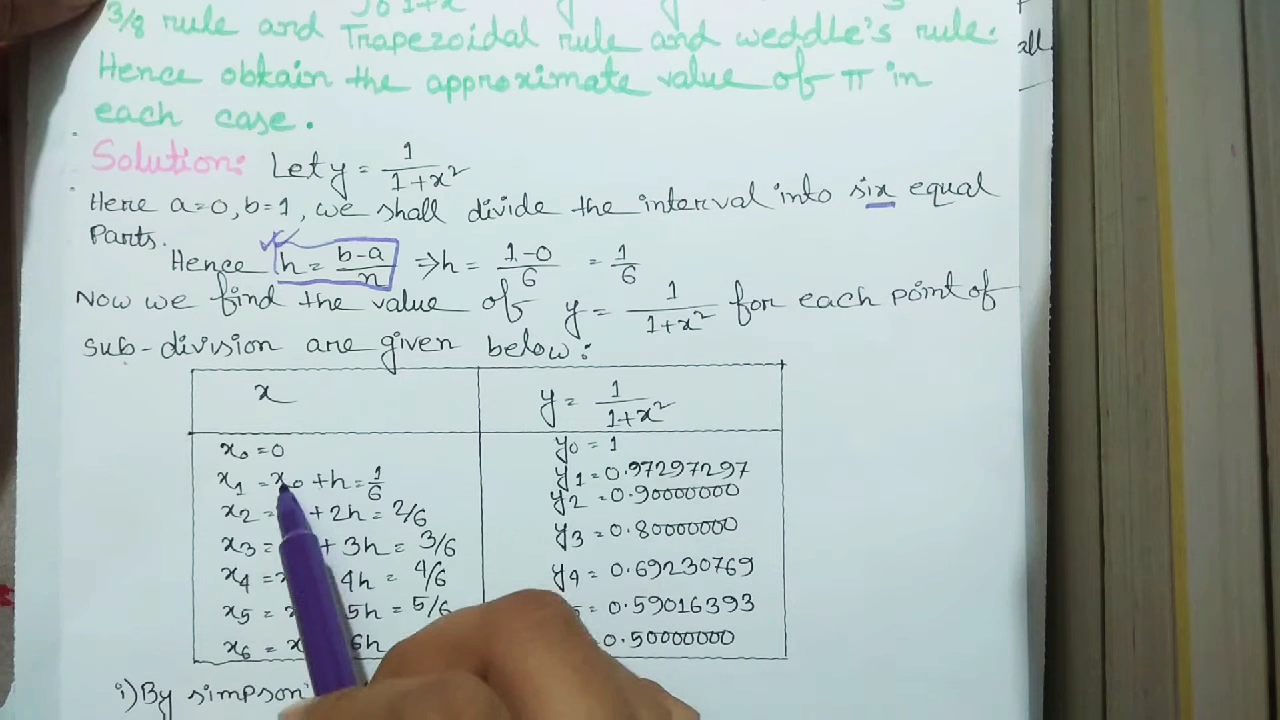 3/8 rule and Trapezoidal rule and weddle's rule.
Hence obtain the approximate value of π in
each case.
all
Solution: Let y = 1/(1+x²)
Here a=0, b=1, we shall divide the interval into six equal
Parts.
Hence h = (b-a)/n ⇒ h = (1-0)/6 = 1/6
Now we find the value of y = 1/(1+x²) for each point of
sub-division are given below:
x y = 1/(1+x²)
x₀ = 0 y₀ = 1
x₁ = x₀ + h = 1/6 y₁ = 0.97297297
x₂ = + 2h = 2/6 y₂ = 0.90000000
x₃ = + 3h = 3/6 y₃ = 0.80000000
x₄ = 4h = 4/6 y₄ = 0.69230769
x₅ = 5h = 5/6 = 0.59016393
x₆ = 6h 0.50000000
i) By simpson